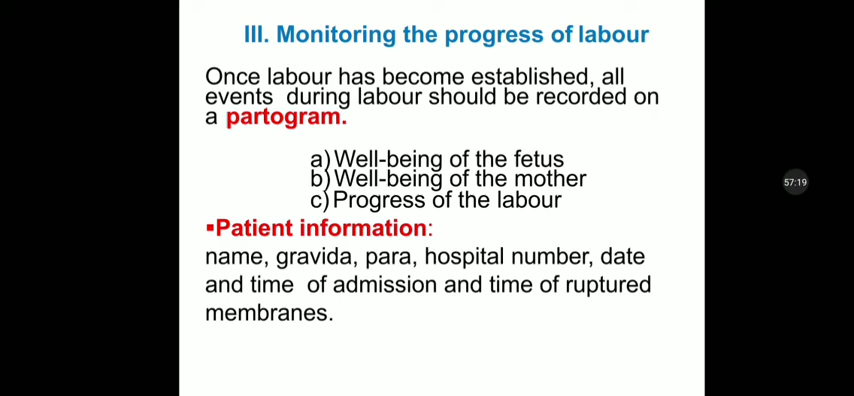 III. Monitoring the progress of labour
Once labour has become established, all
events during labour should be recorded on
a partogram.
a) Well-being of the fetus
b) Well-being of the mother
c) Progress of the labour
▪Patient information:
name, gravida, para, hospital number, date
and time of admission and time of ruptured
membranes.
57:19